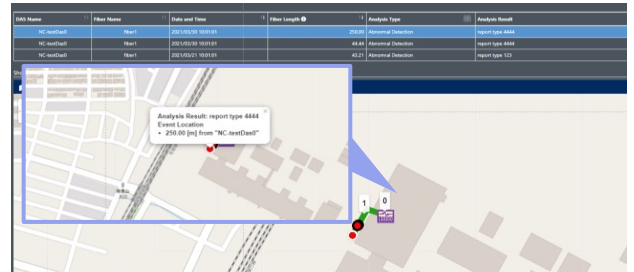 DAS Name Fiber Name Date and Time Fiber Length Analysis Type Analysis Result
NC-testDas0 fiber1 2021/03/30 10:01:01 250.00 Abnormal Detection report type 4444
NC-testDas0 fiber1 2021/03/30 10:01:01 44.44 Abnormal Detection report type 4444
NC-testDas0 fiber1 2021/03/21 10:01:01 43.21 Abnormal Detection report type 123
Analysis Result: report type 4444
Event Location
• 250.00 [m] from "NC-testDas0"
1 0